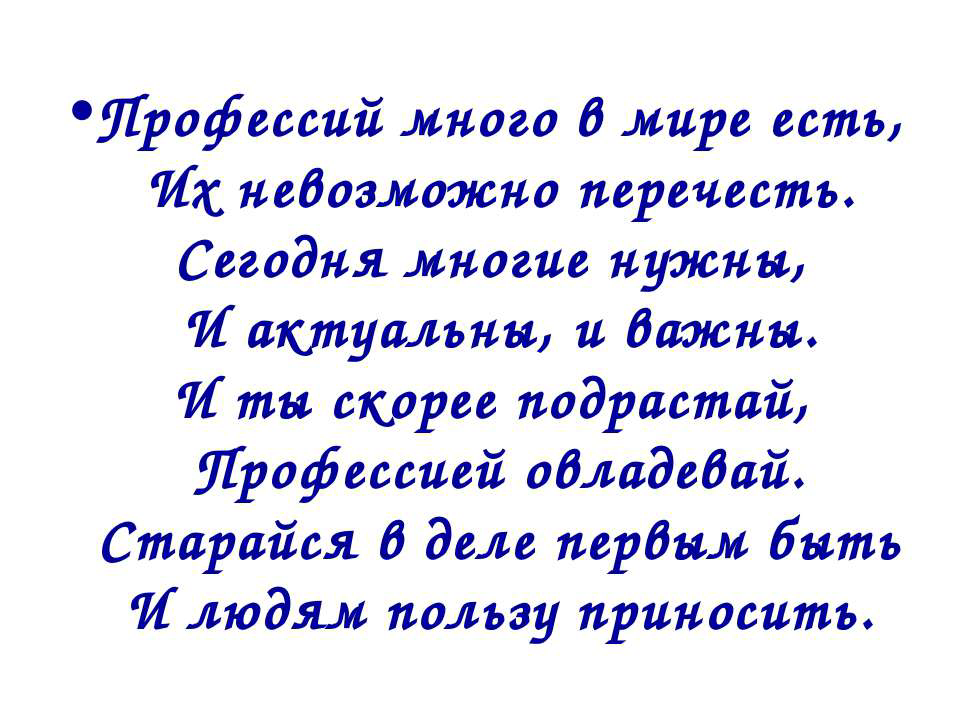 •Профессий много в мире есть,
Их невозможно перечесть.
Сегодня многие нужны,
И актуальны, и важны.
И ты скорее подрастай,
Профессией овладевай.
Старайся в деле первым быть
И людям пользу приносить.